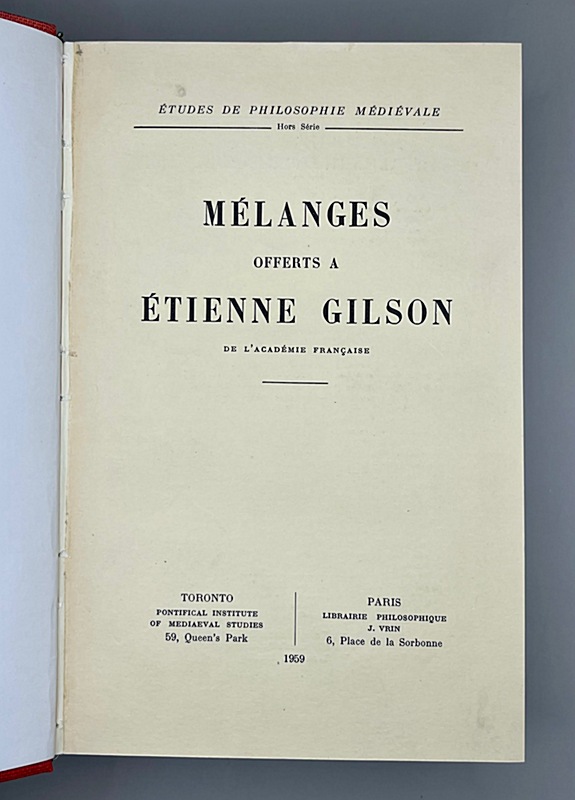 ÉTUDES DE PHILOSOPHIE MÉDIÉVALE
Hors Série
MÉLANGES
OFFERTS A
ÉTIENNE GILSON
DE L'ACADÉMIE FRANÇAISE
TORONTO
PONTIFICAL INSTITUTE
OF MEDIAEVAL STUDIES
59, Queen's Park
PARIS
LIBRAIRIE PHILOSOPHIQUE
J. VRIN
6, Place de la Sorbonne
1959